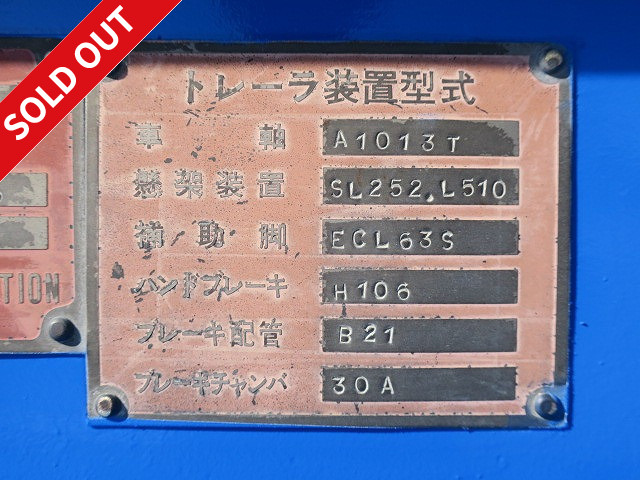 SOLD OUT
トレーラ装置型式
車軸 A1013T
懸架装置 SL252.L510
補助脚 ECL63S
ハンドブレーキ H106
ブレーキ配管 B21
ブレーキチャンバ 30A
TION